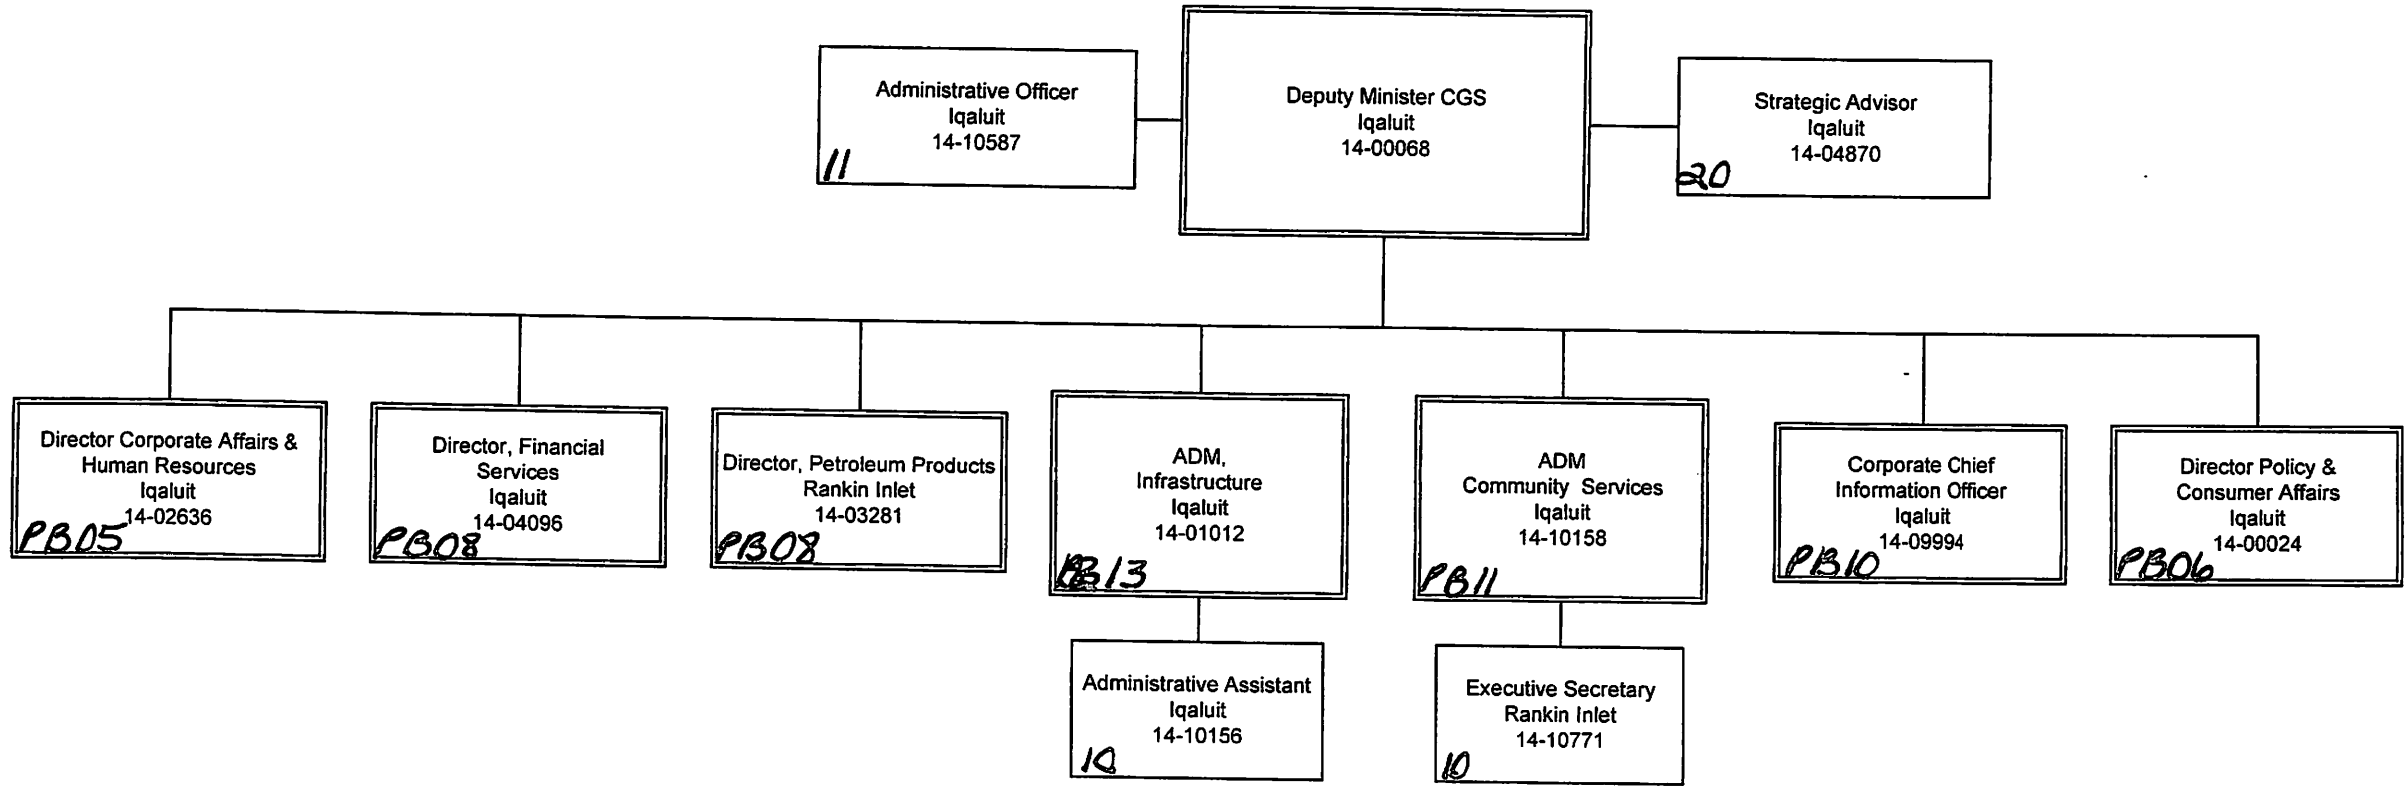 Administrative Officer
Iqaluit
14-10587
11
Deputy Minister CGS
Iqaluit
14-00068
Strategic Advisor
Iqaluit
14-04870
20
Director Corporate Affairs &
Human Resources
Iqaluit
14-02636
PB05
Director, Financial
Services
Iqaluit
14-04096
PB08
Director, Petroleum Products
Rankin Inlet
14-03281
PB08
ADM,
Infrastructure
Iqaluit
14-01012
PB13
ADM
Community Services
Iqaluit
14-10158
PB11
Corporate Chief
Information Officer
Iqaluit
14-09994
PB10
Director Policy &
Consumer Affairs
Iqaluit
14-00024
PB06
Administrative Assistant
Iqaluit
14-10156
10
Executive Secretary
Rankin Inlet
14-10771
10